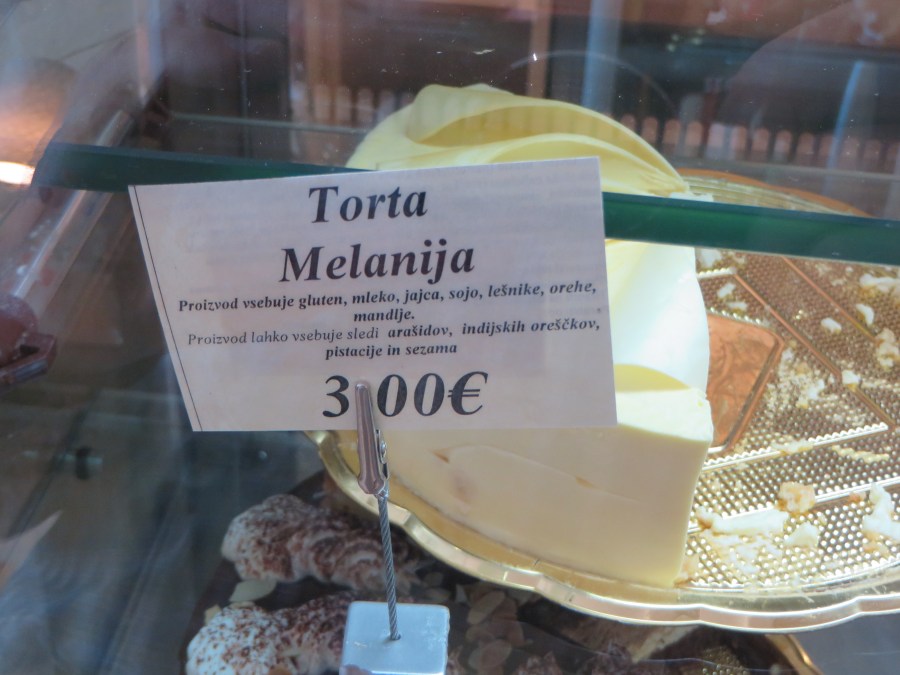 Torta
Melanija
Proizvod vsebuje gluten, mleko, jajca, sojo, lešnike, orehe,
mandlje.
Proizvod lahko vsebuje sledi arašidov, indijskih oreščkov,
pistacije in sezama
3,00€